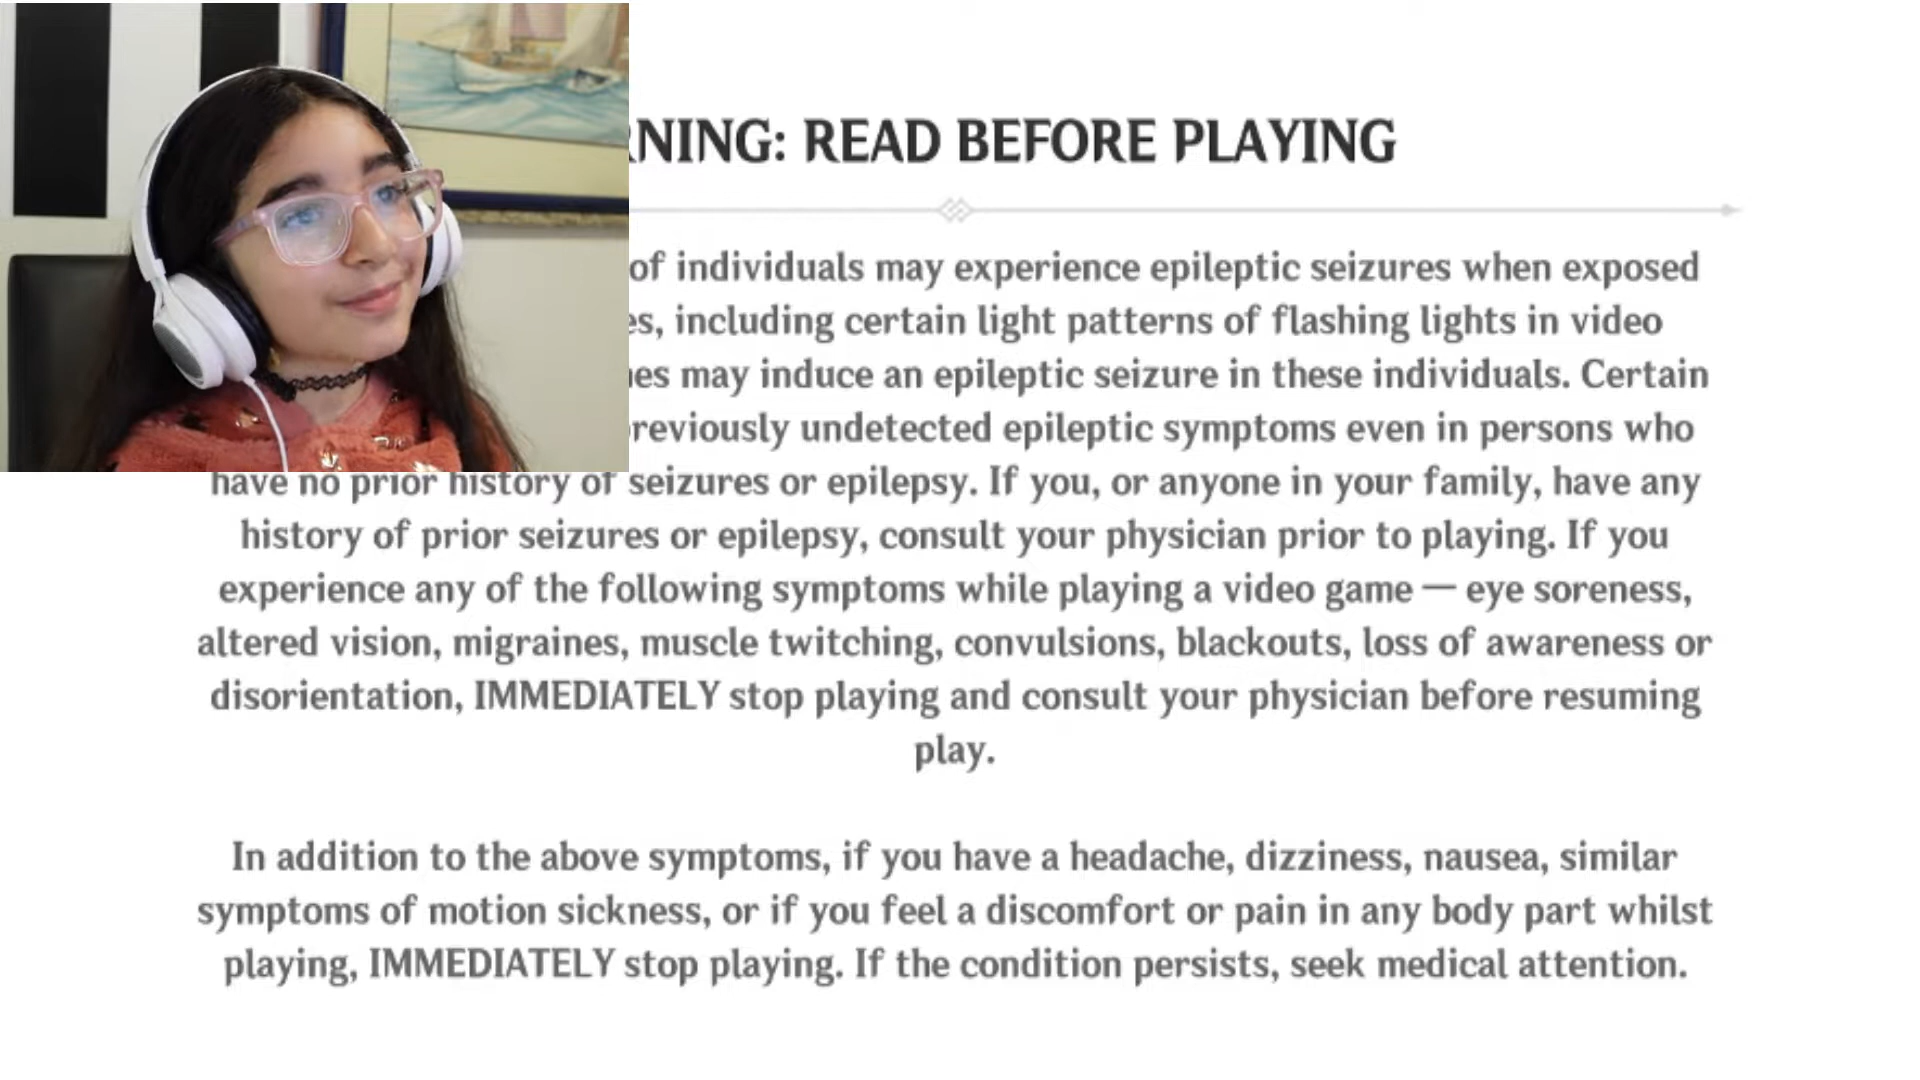 READ BEFORE PLAYING
of individuals may experience epileptic seizures when exposed
including certain light patterns of flashing lights in video
may induce an epileptic seizure in these individuals. Certain
undetected epileptic symptoms even in persons who
have no prior history of seizures or epilepsy. If you, or anyone in your family, have any
history of prior seizures or epilepsy, consult your physician prior to playing. If you
experience any of the following symptoms while playing a video game — eye soreness,
altered vision, migraines, muscle twitching, convulsions, blackouts, loss of awareness or
disorientation, IMMEDIATELY stop playing and consult your physician before resuming
play.
In addition to the above symptoms, if you have a headache, dizziness, nausea, similar
symptoms of motion sickness, or if you feel a discomfort or pain in any body part whilst
playing, IMMEDIATELY stop playing. If the condition persists, seek medical attention.